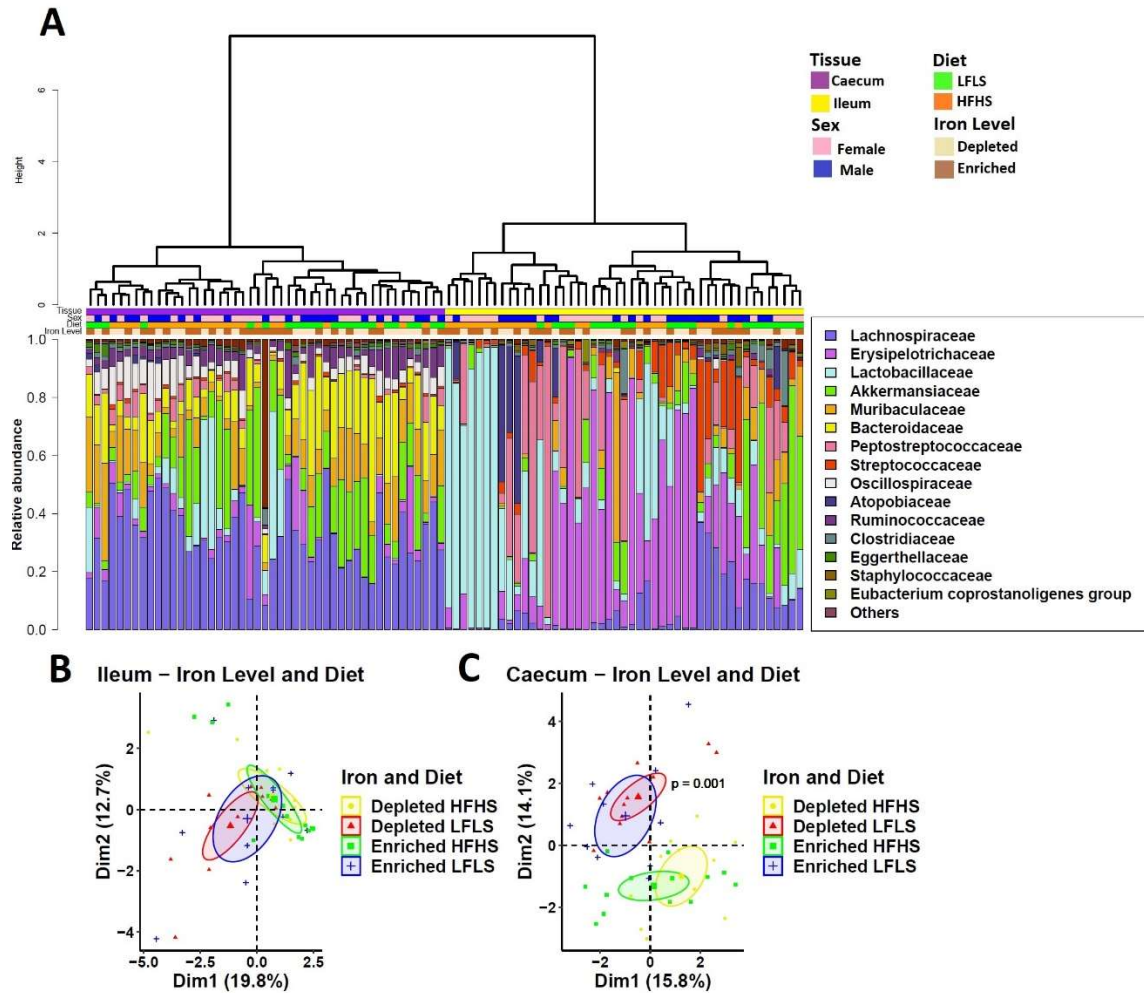 A
Tissue
Caecum
Ileum
Sex
Female
Male
Diet
LFLS
HFHS
Iron Level
Depleted
Enriched
Height
6
4
2
0
Tissue
Sex
Diet
Iron Level
Relative abundance
1.0
0.8
0.6
0.4
0.2
0.0
Lachnospiraceae
Erysipelotrichaceae
Lactobacillaceae
Akkermansiaceae
Muribaculaceae
Bacteroidaceae
Peptostreptococcaceae
Streptococcaceae
Oscillospiraceae
Atopobiaceae
Ruminococcaceae
Clostridiaceae
Eggerthellaceae
Staphylococcaceae
Eubacterium coprostanoligenes group
Others
B
Ileum – Iron Level and Diet
Dim2 (12.7%)
2
0
-2
-4
-5.0
-2.5
0.0
2.5
Dim1 (19.8%)
Iron and Diet
Depleted HFHS
Depleted LFLS
Enriched HFHS
Enriched LFLS
C
Caecum – Iron Level and Diet
Dim2 (14.1%)
4
2
0
-2
p = 0.001
-2
0
2
Dim1 (15.8%)
Iron and Diet
Depleted HFHS
Depleted LFLS
Enriched HFHS
Enriched LFLS